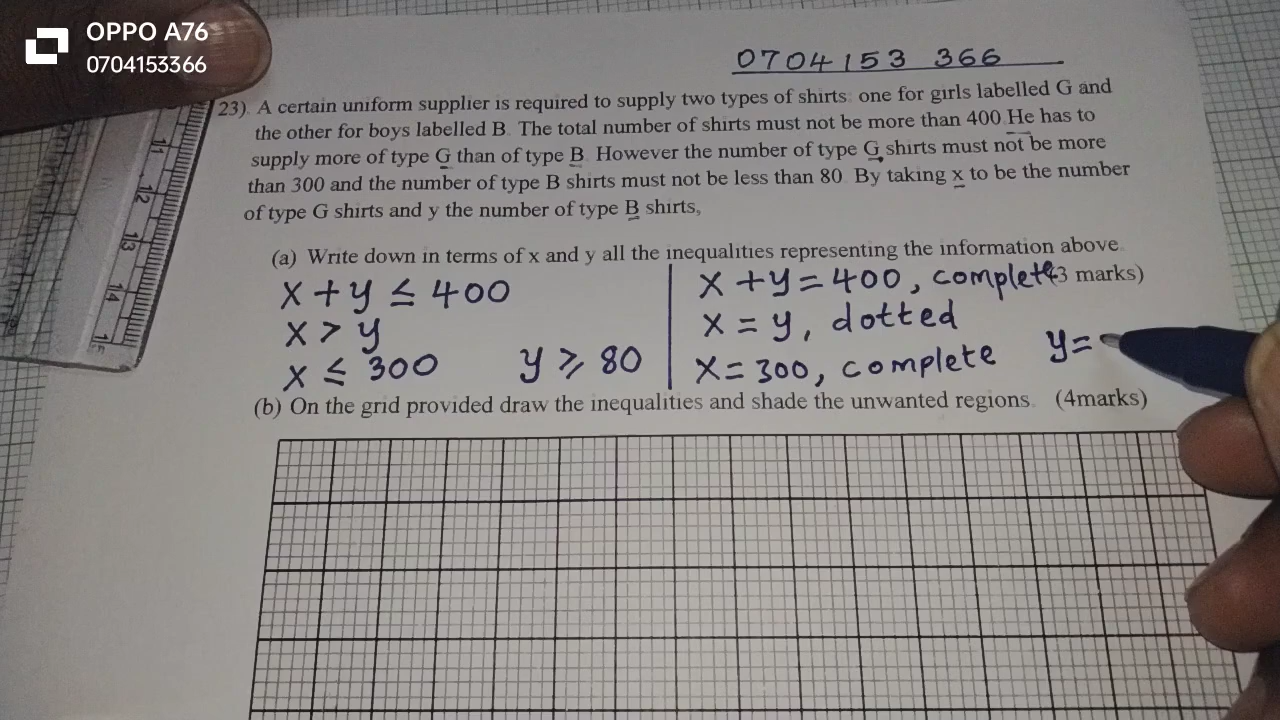 OPPO A76
0704153366
0704153 366
23). A certain uniform supplier is required to supply two types of shirts: one for girls labelled G and
the other for boys labelled B. The total number of shirts must not be more than 400. He has to
supply more of type G than of type B. However the number of type G shirts must not be more
than 300 and the number of type B shirts must not be less than 80. By taking x to be the number
of type G shirts and y the number of type B shirts,
(a) Write down in terms of x and y all the inequalities representing the information above.
(3 marks)
x + y ≤ 400
x > y
x ≤ 300 y ≥ 80
x + y = 400, complete
x = y, dotted
x = 300, complete y =
(b) On the grid provided draw the inequalities and shade the unwanted regions. (4marks)
11
12
13
14
15